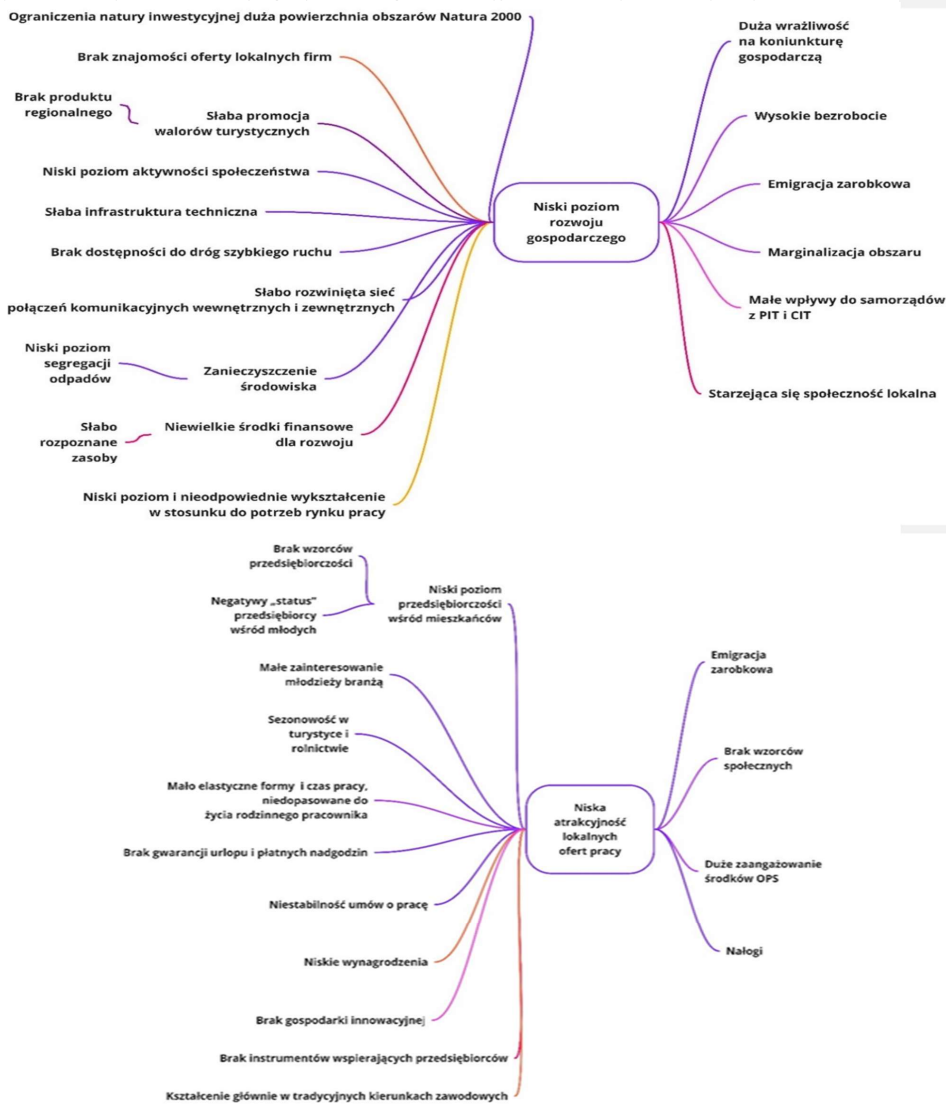 Ograniczenia natury inwestycyjnej duża powierzchnia obszarów Natura 2000
Brak znajomości oferty lokalnych firm
Brak produktu
regionalnego
Słaba promocja
walorów turystycznych
Niski poziom aktywności społeczeństwa
Słaba infrastruktura techniczna
Brak dostępności do dróg szybkiego ruchu
Słabo rozwinięta sieć
połączeń komunikacyjnych wewnętrznych i zewnętrznych
Niski poziom
segregacji
odpadów
Zanieczyszczenie
środowiska
Słabo
rozpoznane
zasoby
Niewielkie środki finansowe
dla rozwoju
Niski poziom i nieodpowiednie wykształcenie
w stosunku do potrzeb rynku pracy
Niski poziom
rozwoju
gospodarczego
Duża wrażliwość
na koniunkturę
gospodarczą
Wysokie bezrobocie
Emigracja zarobkowa
Marginalizacja obszaru
Małe wpływy do samorządów
z PIT i CIT
Starzejąca się społeczność lokalna
Brak wzorców
przedsiębiorczości
Negatywy „status”
przedsiębiorcy
wśród młodych
Niski poziom
przedsiębiorczości
wśród mieszkańców
Małe zainteresowanie
młodzieży branżą
Sezonowość w
turystyce i
rolnictwie
Mało elastyczne formy i czas pracy,
niedopasowane do
życia rodzinnego pracownika
Brak gwarancji urlopu i płatnych nadgodzin
Niestabilność umów o pracę
Niskie wynagrodzenia
Brak gospodarki innowacyjnej
Brak instrumentów wspierających przedsiębiorców
Kształcenie głównie w tradycyjnych kierunkach zawodowych
Niska
atrakcyjność
lokalnych
ofert pracy
Emigracja
zarobkowa
Brak wzorców
społecznych
Duże zaangażowanie
środków OPS
Nałogi